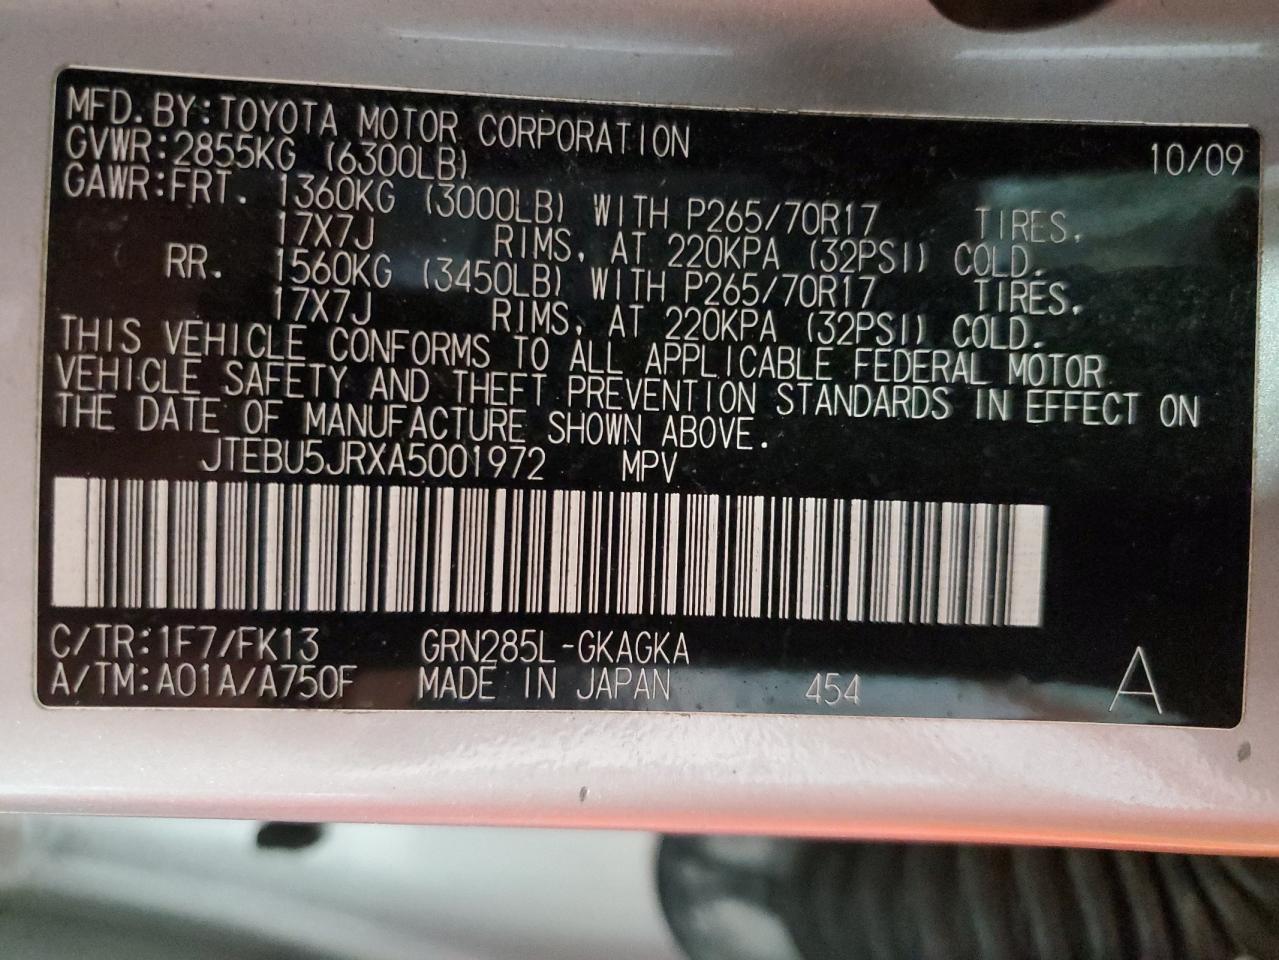 MFD. BY: TOYOTA MOTOR CORPORATION 10/09
GVWR: 2855KG (6300LB)
GAWR: FRT. 1360KG (3000LB) WITH P265/70R17 TIRES,
17X7J RIMS, AT 220KPA (32PSI) COLD.
RR. 1560KG (3450LB) WITH P265/70R17 TIRES,
17X7J RIMS, AT 220KPA (32PSI) COLD.
THIS VEHICLE CONFORMS TO ALL APPLICABLE FEDERAL MOTOR
VEHICLE SAFETY AND THEFT PREVENTION STANDARDS IN EFFECT ON
THE DATE OF MANUFACTURE SHOWN ABOVE.
JTEBU5JRXA5001972 MPV
C/TR: 1F7/FK13 GRN285L-GKAGKA
A/TM: A01A/A750F MADE IN JAPAN 454 A